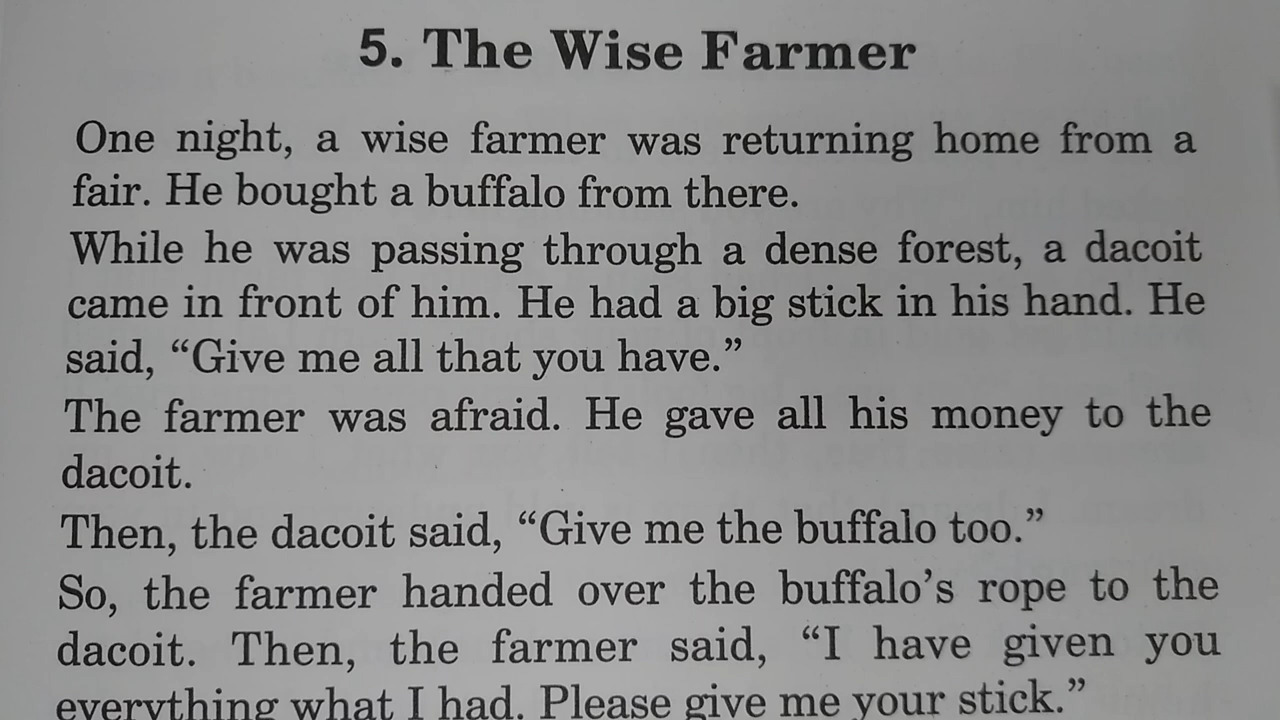 5. The Wise Farmer
One night, a wise farmer was returning home from a
fair. He bought a buffalo from there.
While he was passing through a dense forest, a dacoit
came in front of him. He had a big stick in his hand. He
said, “Give me all that you have.”
The farmer was afraid. He gave all his money to the
dacoit.
Then, the dacoit said, “Give me the buffalo too.”
So, the farmer handed over the buffalo’s rope to the
dacoit. Then, the farmer said, “I have given you
everything what I had. Please give me your stick.”